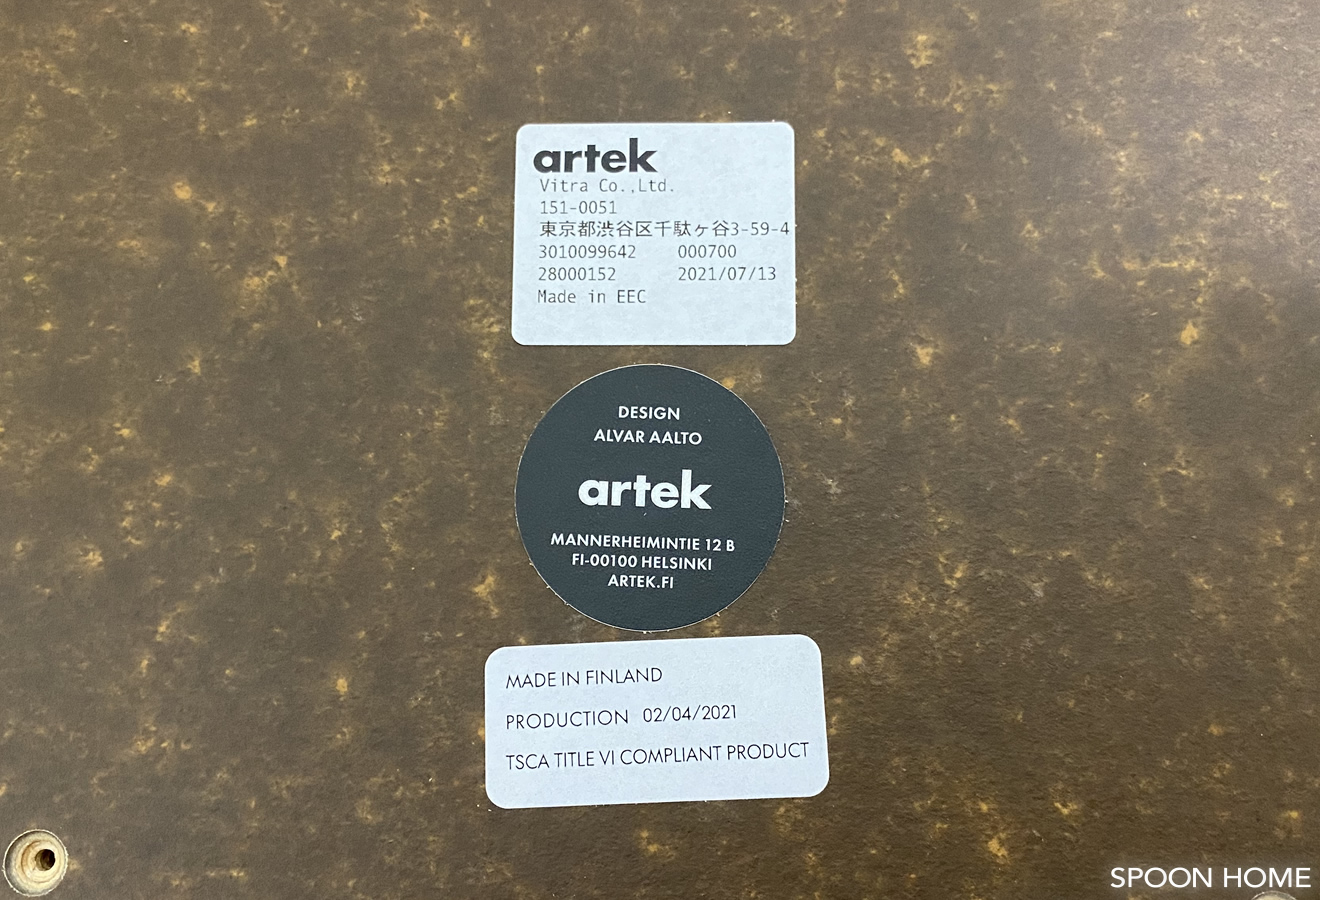 artek
Vitra Co.,Ltd.
151-0051
東京都渋谷区千駄ヶ谷3-59-4
3010099642 000700
28000152 2021/07/13
Made in EEC
DESIGN
ALVAR AALTO
artek
MANNERHEIMINTIE 12 B
FI-00100 HELSINKI
ARTEK.FI
MADE IN FINLAND
PRODUCTION 02/04/2021
TSCA TITLE VI COMPLIANT PRODUCT
SPOON HOME